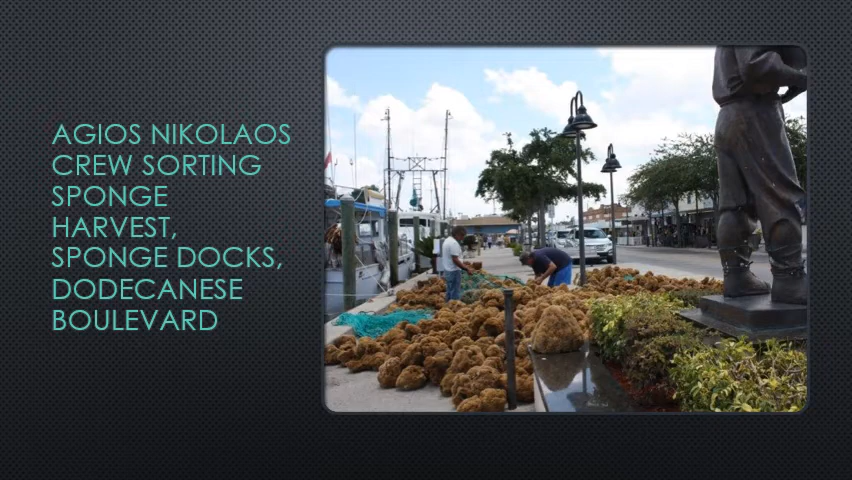 AGIOS NIKOLAOS
CREW SORTING
SPONGE
HARVEST,
SPONGE DOCKS,
DODECANESE
BOULEVARD